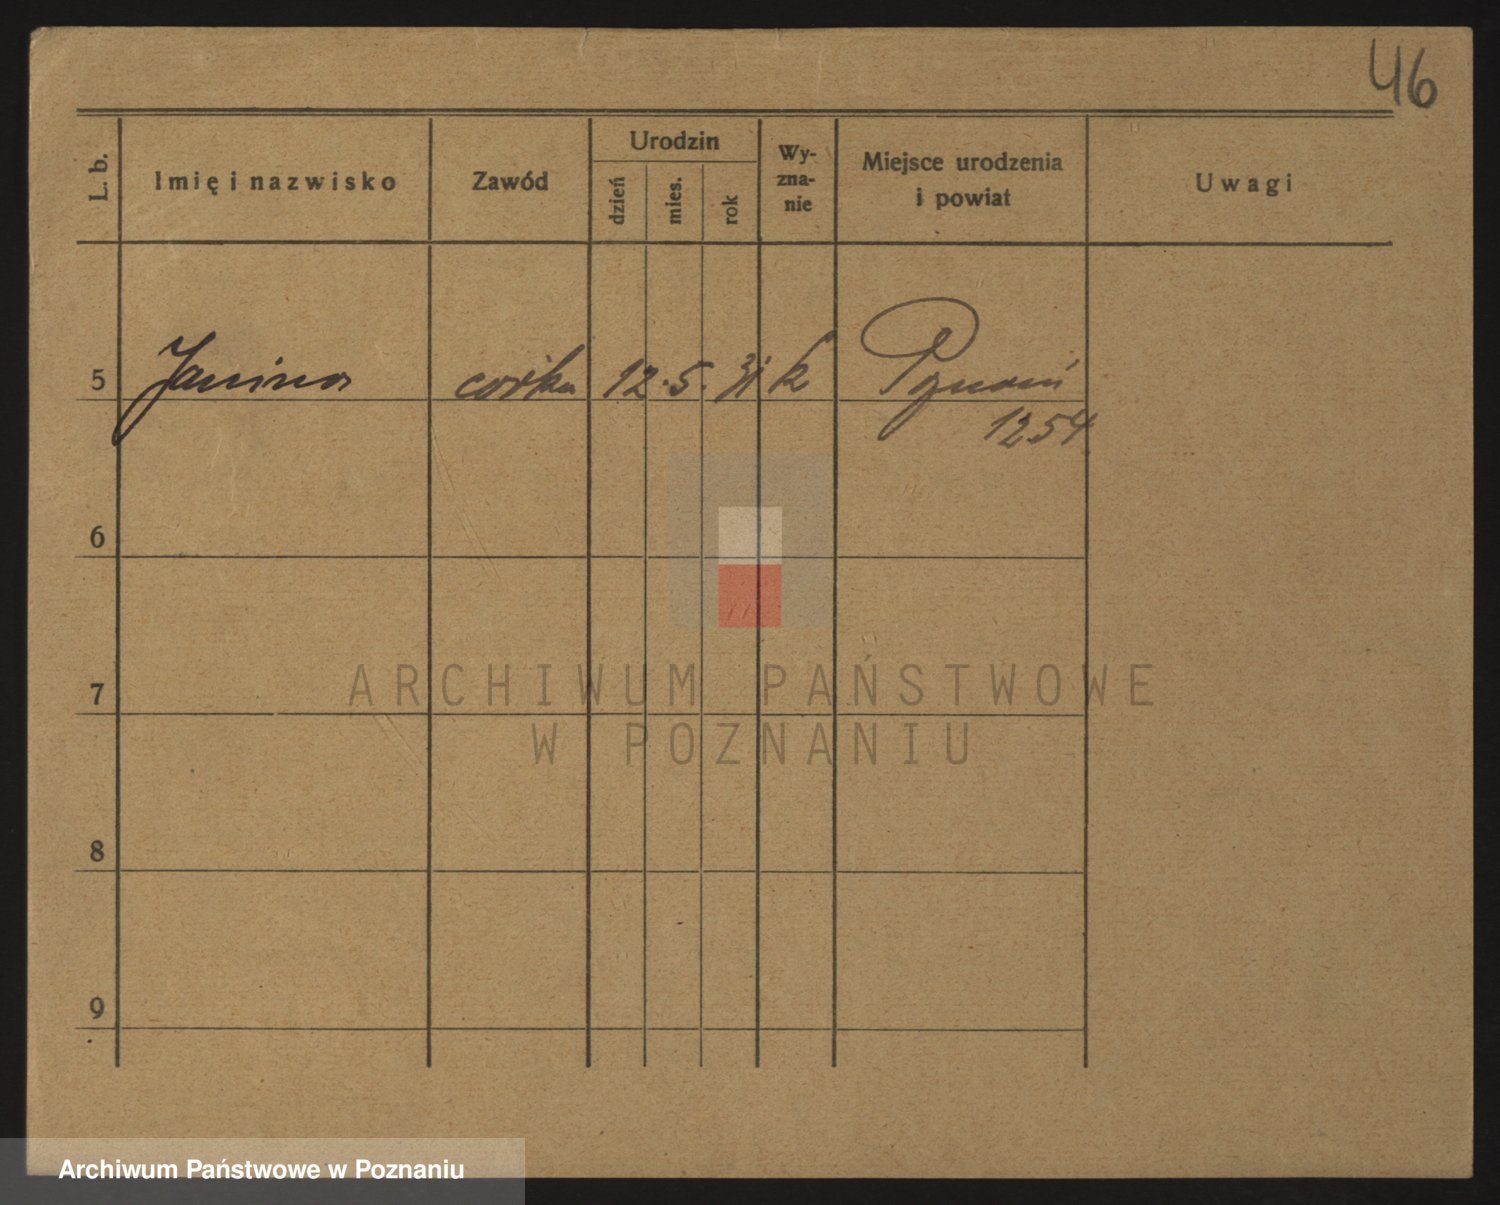 46
L. b.
Imię i nazwisko
Zawód
Urodzin
dzień
mies.
rok
Wy-
zna-
nie
Miejsce urodzenia
i powiat
Uwagi
5 Janina córka 12. 5. 31 k Poznań
1254
6
7
8
9
ARCHIWUM PAŃSTWOWE
W POZNANIU
Archiwum Państwowe w Poznaniu